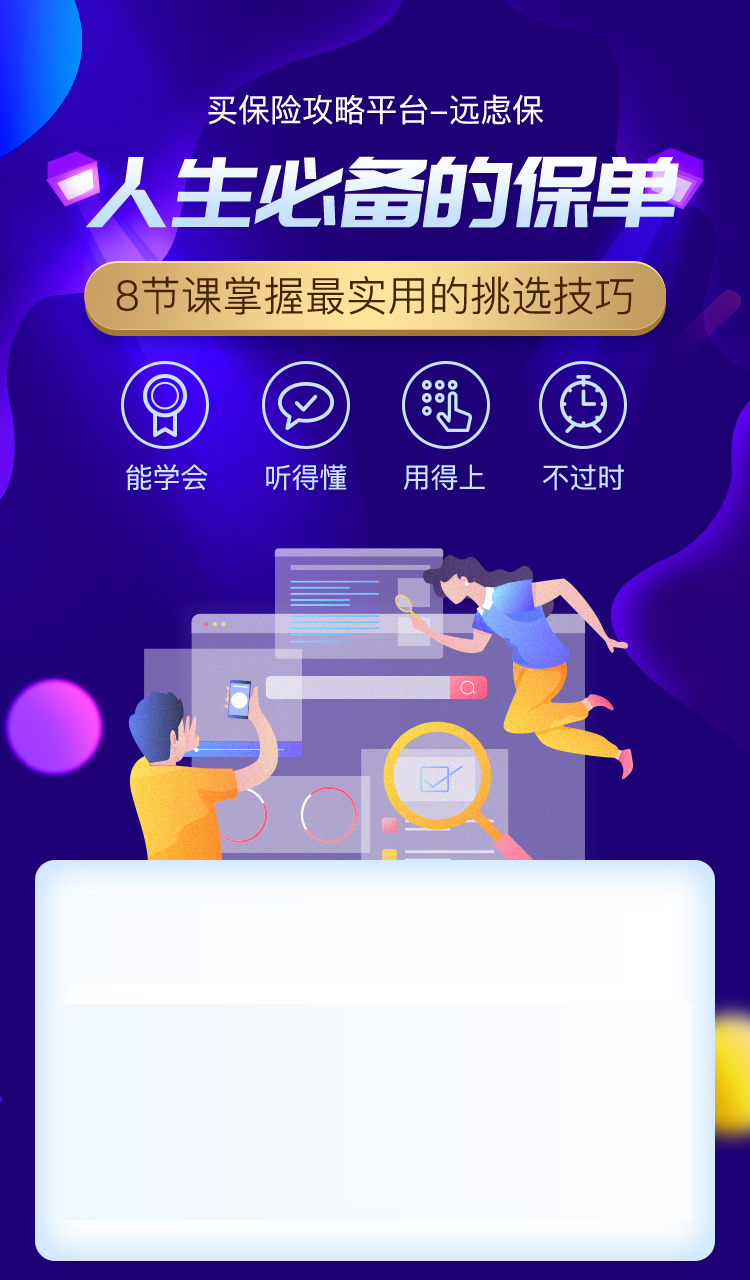 买保险攻略平台-远虑保
人生必备的保单
8节课掌握最实用的挑选技巧
能学会
听得懂
用得上
不过时